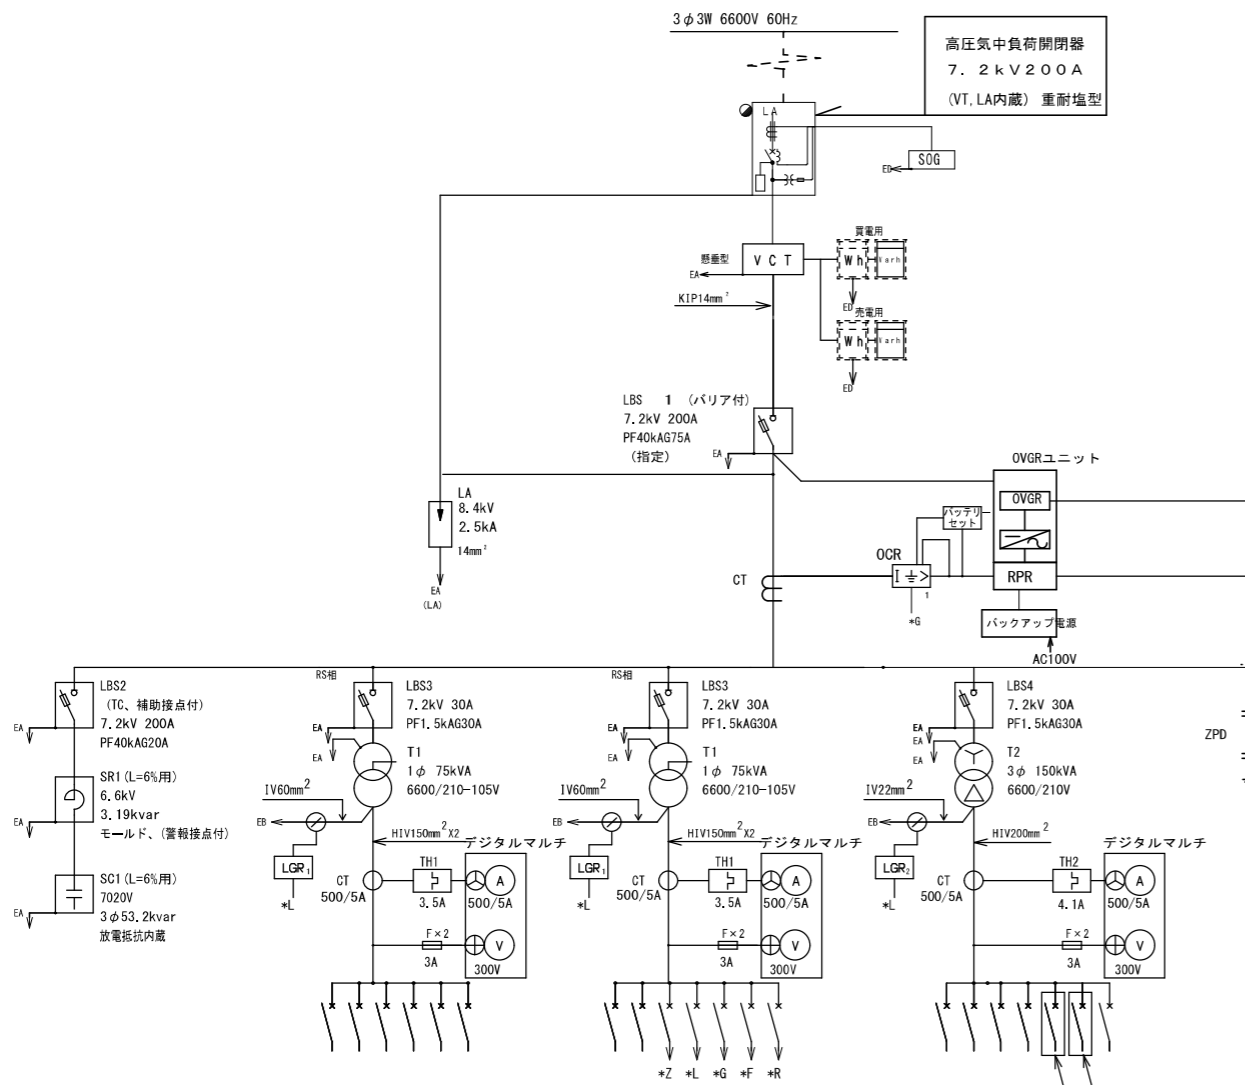 3φ3W 6600V 60Hz
高圧気中負荷開閉器
7.2kV200A
(VT,LA内蔵) 重耐塩型
LA
SOG
ED
買電用
懸垂型
VCT
Wh
Varh
EA
KIP14mm²
ED
売電用
Wh
Varh
ED
LBS 1 (バリア付)
7.2kV 200A
PF40kAG75A
(指定)
EA
OVGRユニット
OVGR
LA
8.4kV
2.5kA
14mm²
バッテリ
セット
OCR
I
>
1
RPR
CT
EA
(LA)
*G
バックアップ電源
AC100V
LBS2
(TC、補助接点付)
7.2kV 200A
PF40kAG20A
EA
SR1(L=6%用)
6.6kV
3.19kvar
モールド、(警報接点付)
SC1(L=6%用)
7020V
3φ53.2kvar
放電抵抗内蔵
EA
RS相
LBS3
7.2kV 30A
PF1.5kAG30A
EA
EA
T1
1φ 75kVA
6600/210-105V
IV60mm²
EB
HIV150mm²X2
デジタルマルチ
LGR1
*L
CT
500/5A
TH1
3.5A
A
500/5A
F×2
3A
V
300V
RS相
LBS3
7.2kV 30A
PF1.5kAG30A
EA
EA
T1
1φ 75kVA
6600/210-105V
IV60mm²
EB
HIV150mm²X2
デジタルマルチ
LGR1
*L
CT
500/5A
TH1
3.5A
A
500/5A
F×2
3A
V
300V
*Z *L *G *F *R
LBS4
7.2kV 30A
PF1.5kAG30A
EA
EA
T2
3φ 150kVA
6600/210V
IV22mm²
EB
HIV200mm²
デジタルマルチ
LGR2
*L
CT
500/5A
TH2
4.1A
A
500/5A
F×2
3A
V
300V
ZPD